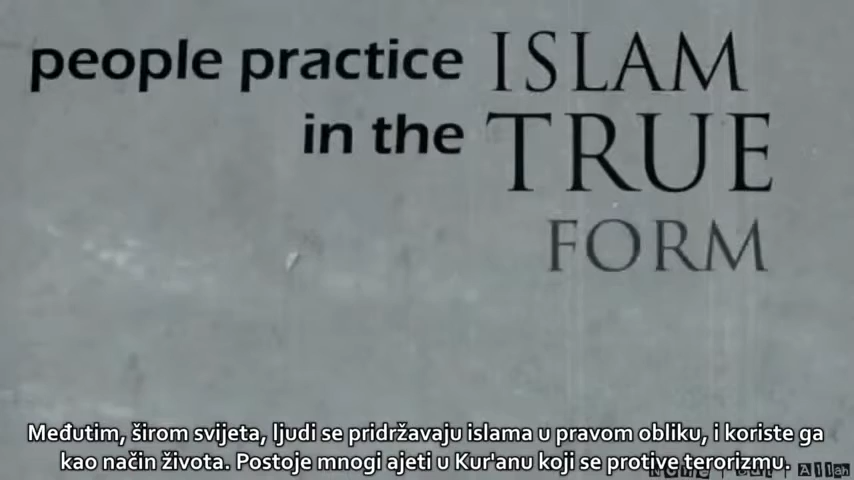 people practice ISLAM
in the TRUE
FORM
Međutim, širom svijeta, ljudi se pridržavaju islama u pravom obliku, i koriste ga
kao način života. Postoje mnogi ajeti u Kur'anu koji se protive terorizmu.
Allah